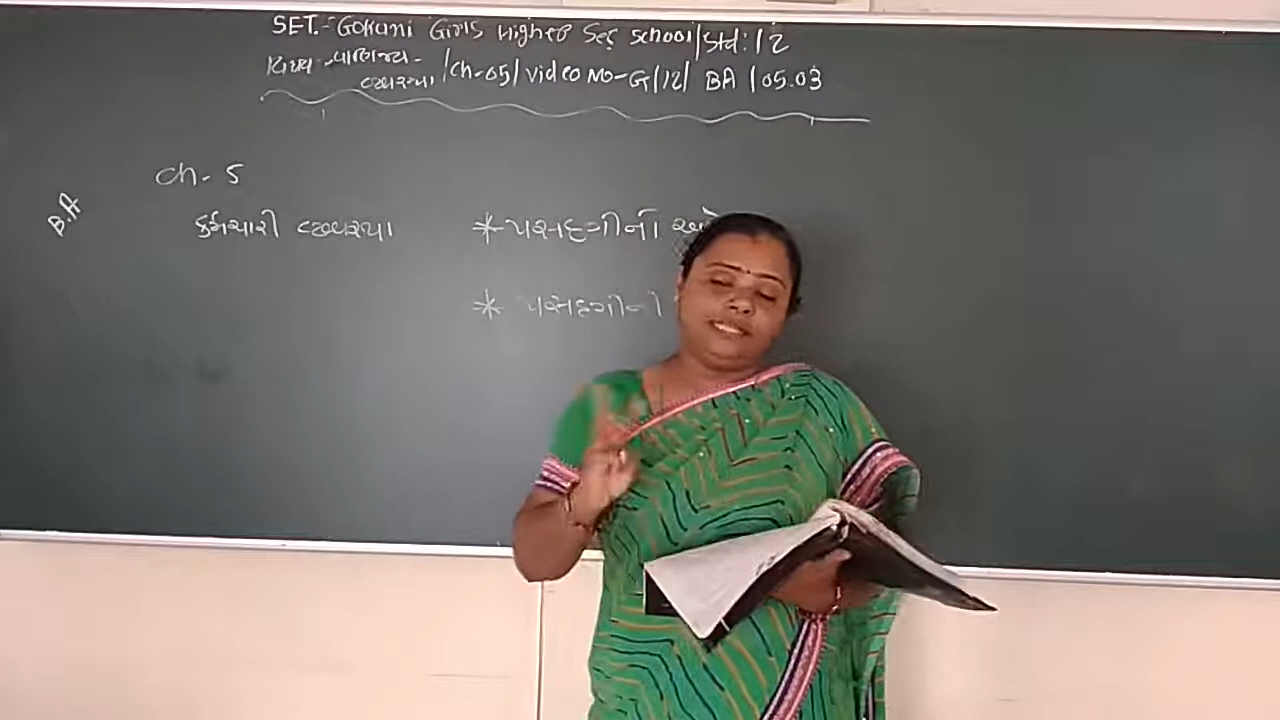 SET.- Gokani Girls Higher Sec school/Std: 12
વિષય - વાણિજ્ય - વ્યવસ્થા /Ch-05/ video No-G/12/ BA /05.03
Ch- 5
B.A
કર્મચારી વ્યવસ્થા * પસંદગીનો
* પસંદગીની